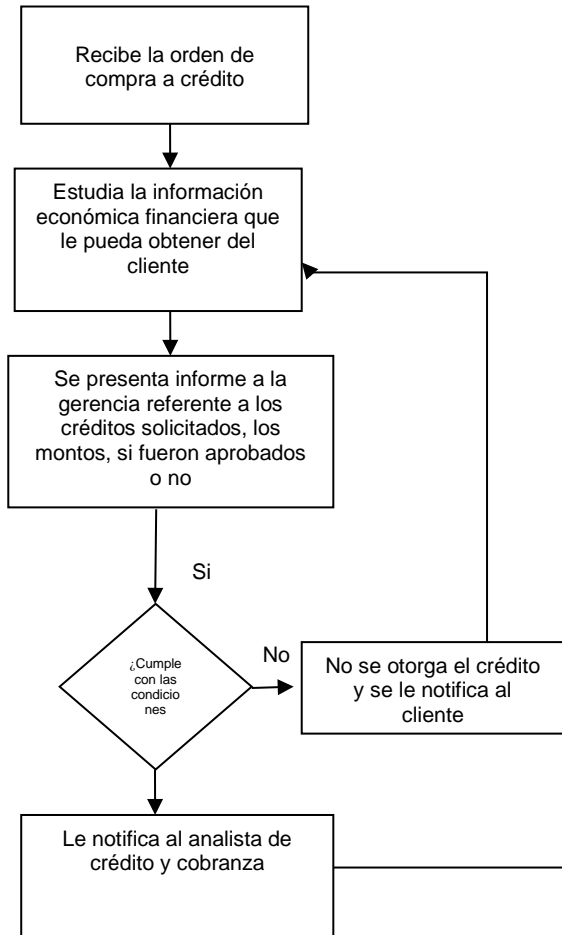 Recibe la orden de
compra a crédito
Estudia la información
económica financiera que
le pueda obtener del
cliente
Se presenta informe a la
gerencia referente a los
créditos solicitados, los
montos, si fueron aprobados
o no
Si
¿Cumple
con las
condicio
nes
No
No se otorga el crédito
y se le notifica al
cliente
Le notifica al analista de
crédito y cobranza